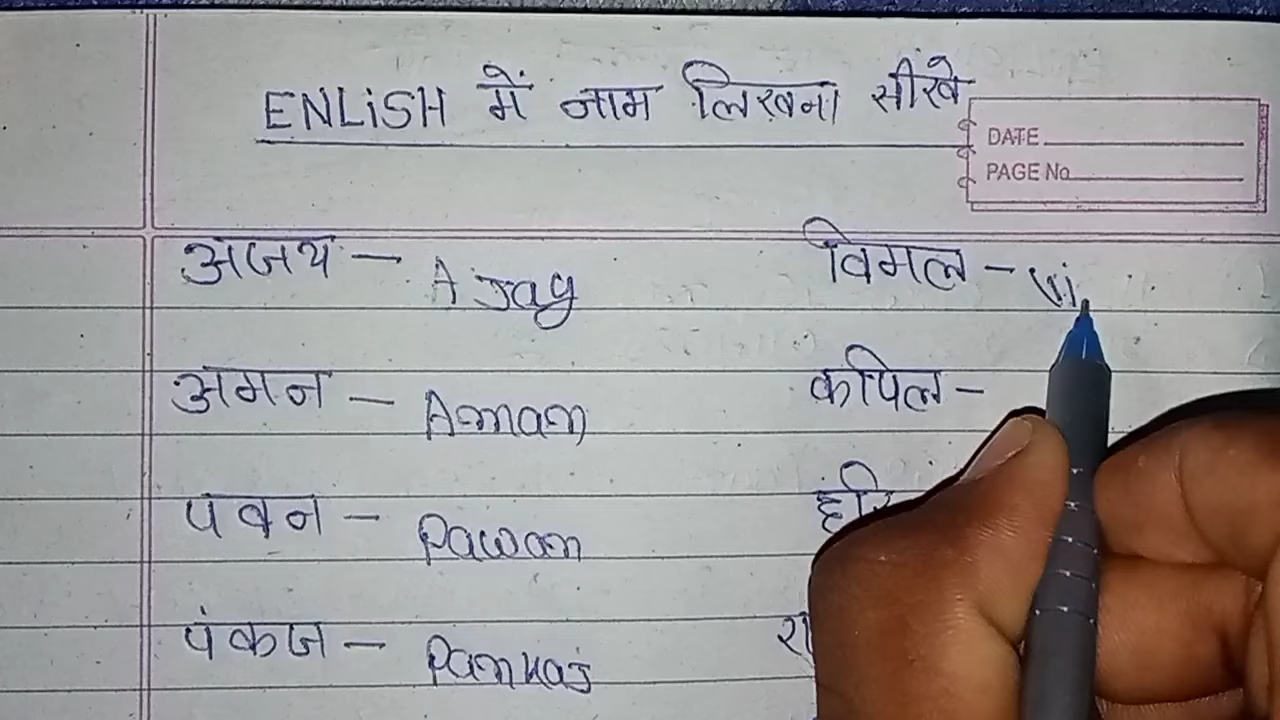 ENLiSH में नाम लिखना सीखे
DATE
PAGE No
अजय - AJay
विमल - Vi
अमन - Aman
कपिल -
पवन - Pawan
पंकज - Pankaj